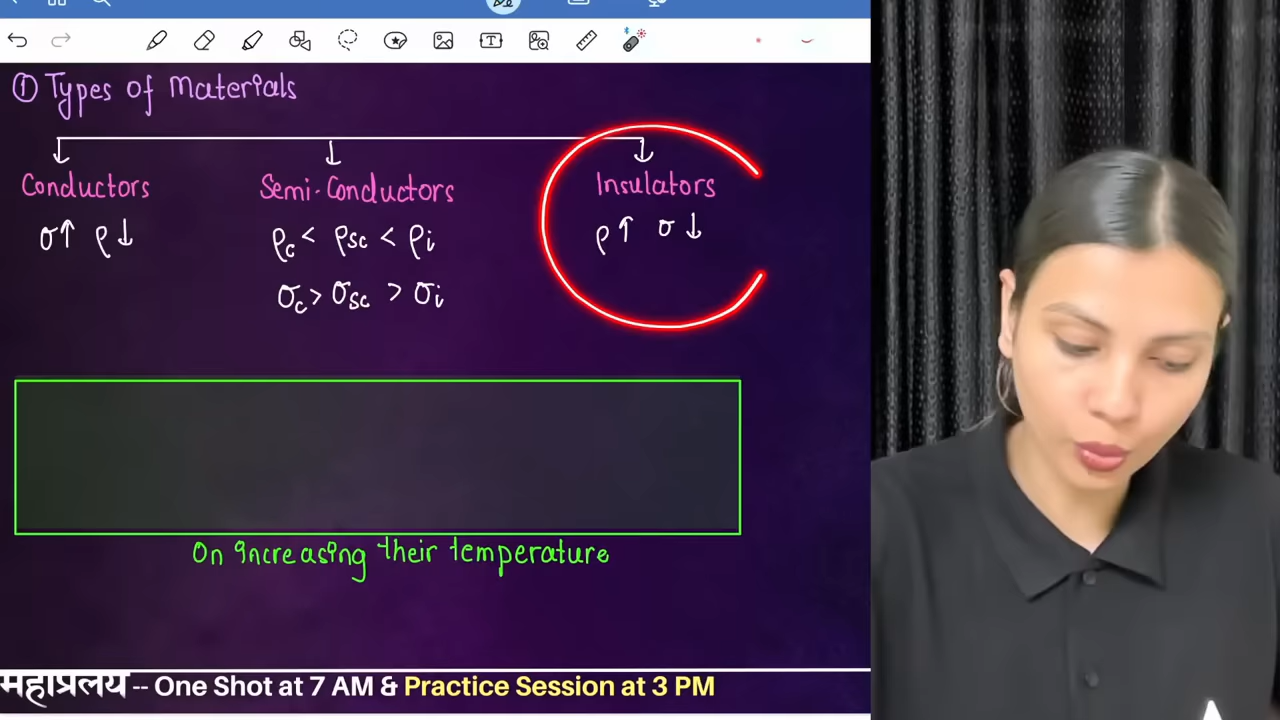 ① Types of Materials
Conductors
Semi-Conductors
Insulators
σ↑ ρ↓
ρc < ρsc < ρi
ρ↑ σ↓
σc > σsc > σi
On increasing their temperature
महाप्रलय -- One Shot at 7 AM & Practice Session at 3 PM